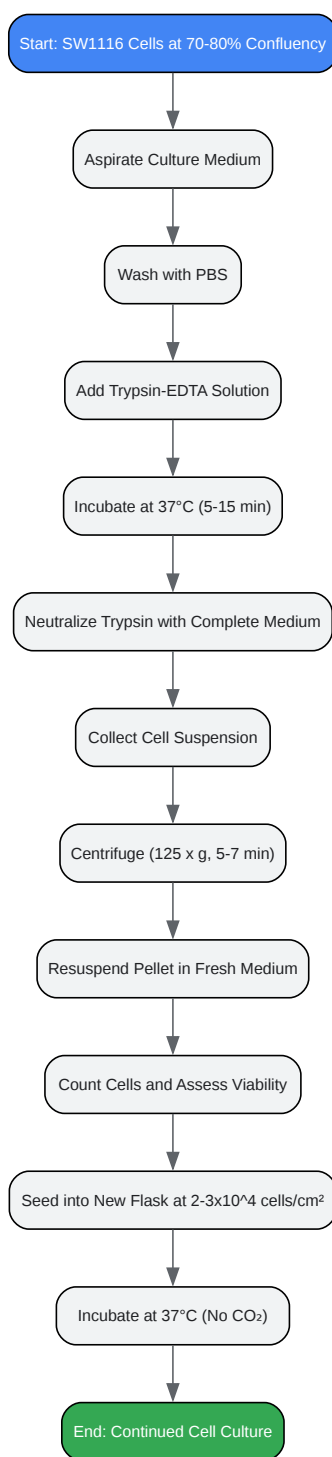 Start: SW1116 Cells at 70-80% Confluency
Aspirate Culture Medium
Wash with PBS
Add Trypsin-EDTA Solution
Incubate at 37°C (5-15 min)
Neutralize Trypsin with Complete Medium
Collect Cell Suspension
Centrifuge (125 x g, 5-7 min)
Resuspend Pellet in Fresh Medium
Count Cells and Assess Viability
Seed into New Flask at 2-3x10^4 cells/cm²
Incubate at 37°C (No CO₂)
End: Continued Cell Culture